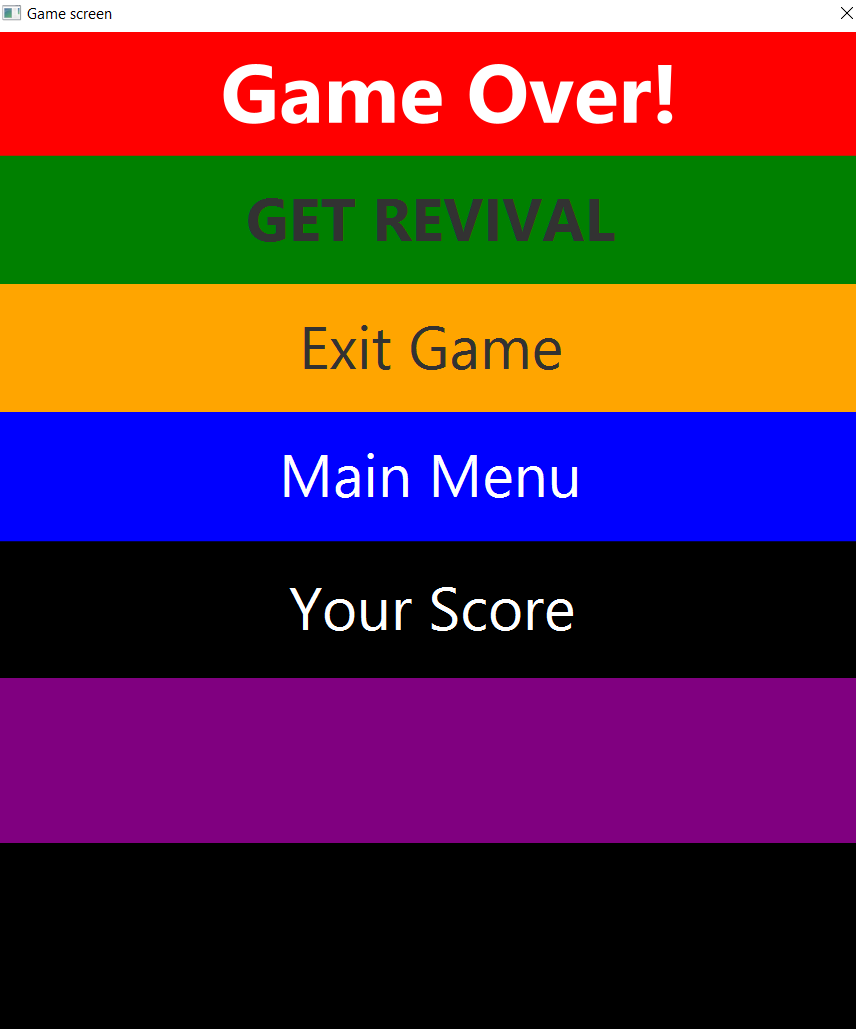 Game screen
Game Over!
GET REVIVAL
Exit Game
Main Menu
Your Score